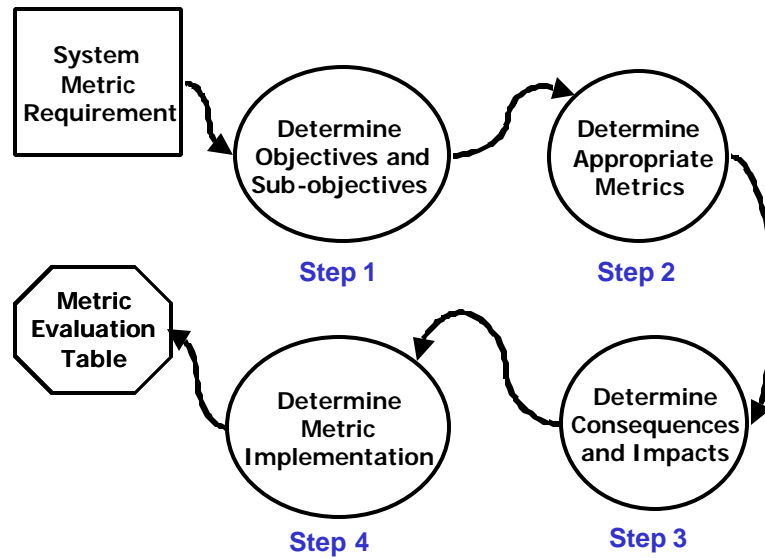 System
Metric
Requirement
Determine
Objectives and
Sub-objectives
Step 1
Determine
Appropriate
Metrics
Step 2
Determine
Consequences
and Impacts
Step 3
Determine
Metric
Implementation
Step 4
Metric
Evaluation
Table